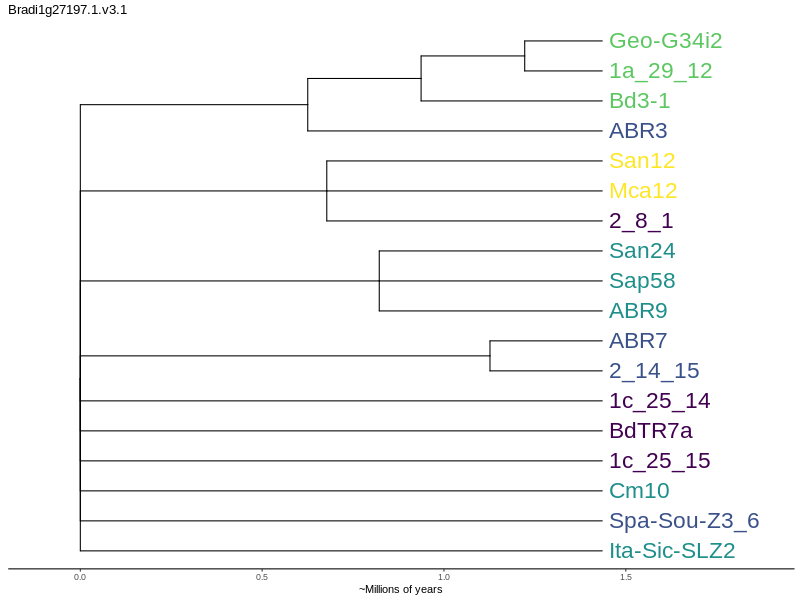 Bradi1g27197.1.v3.1
Geo-G34i2
1a_29_12
Bd3-1
ABR3
San12
Mca12
2_8_1
San24
Sap58
ABR9
ABR7
2_14_15
1c_25_14
BdTR7a
1c_25_15
Cm10
Spa-Sou-Z3_6
Ita-Sic-SLZ2
0.0 0.5 1.0 1.5
~Millions of years